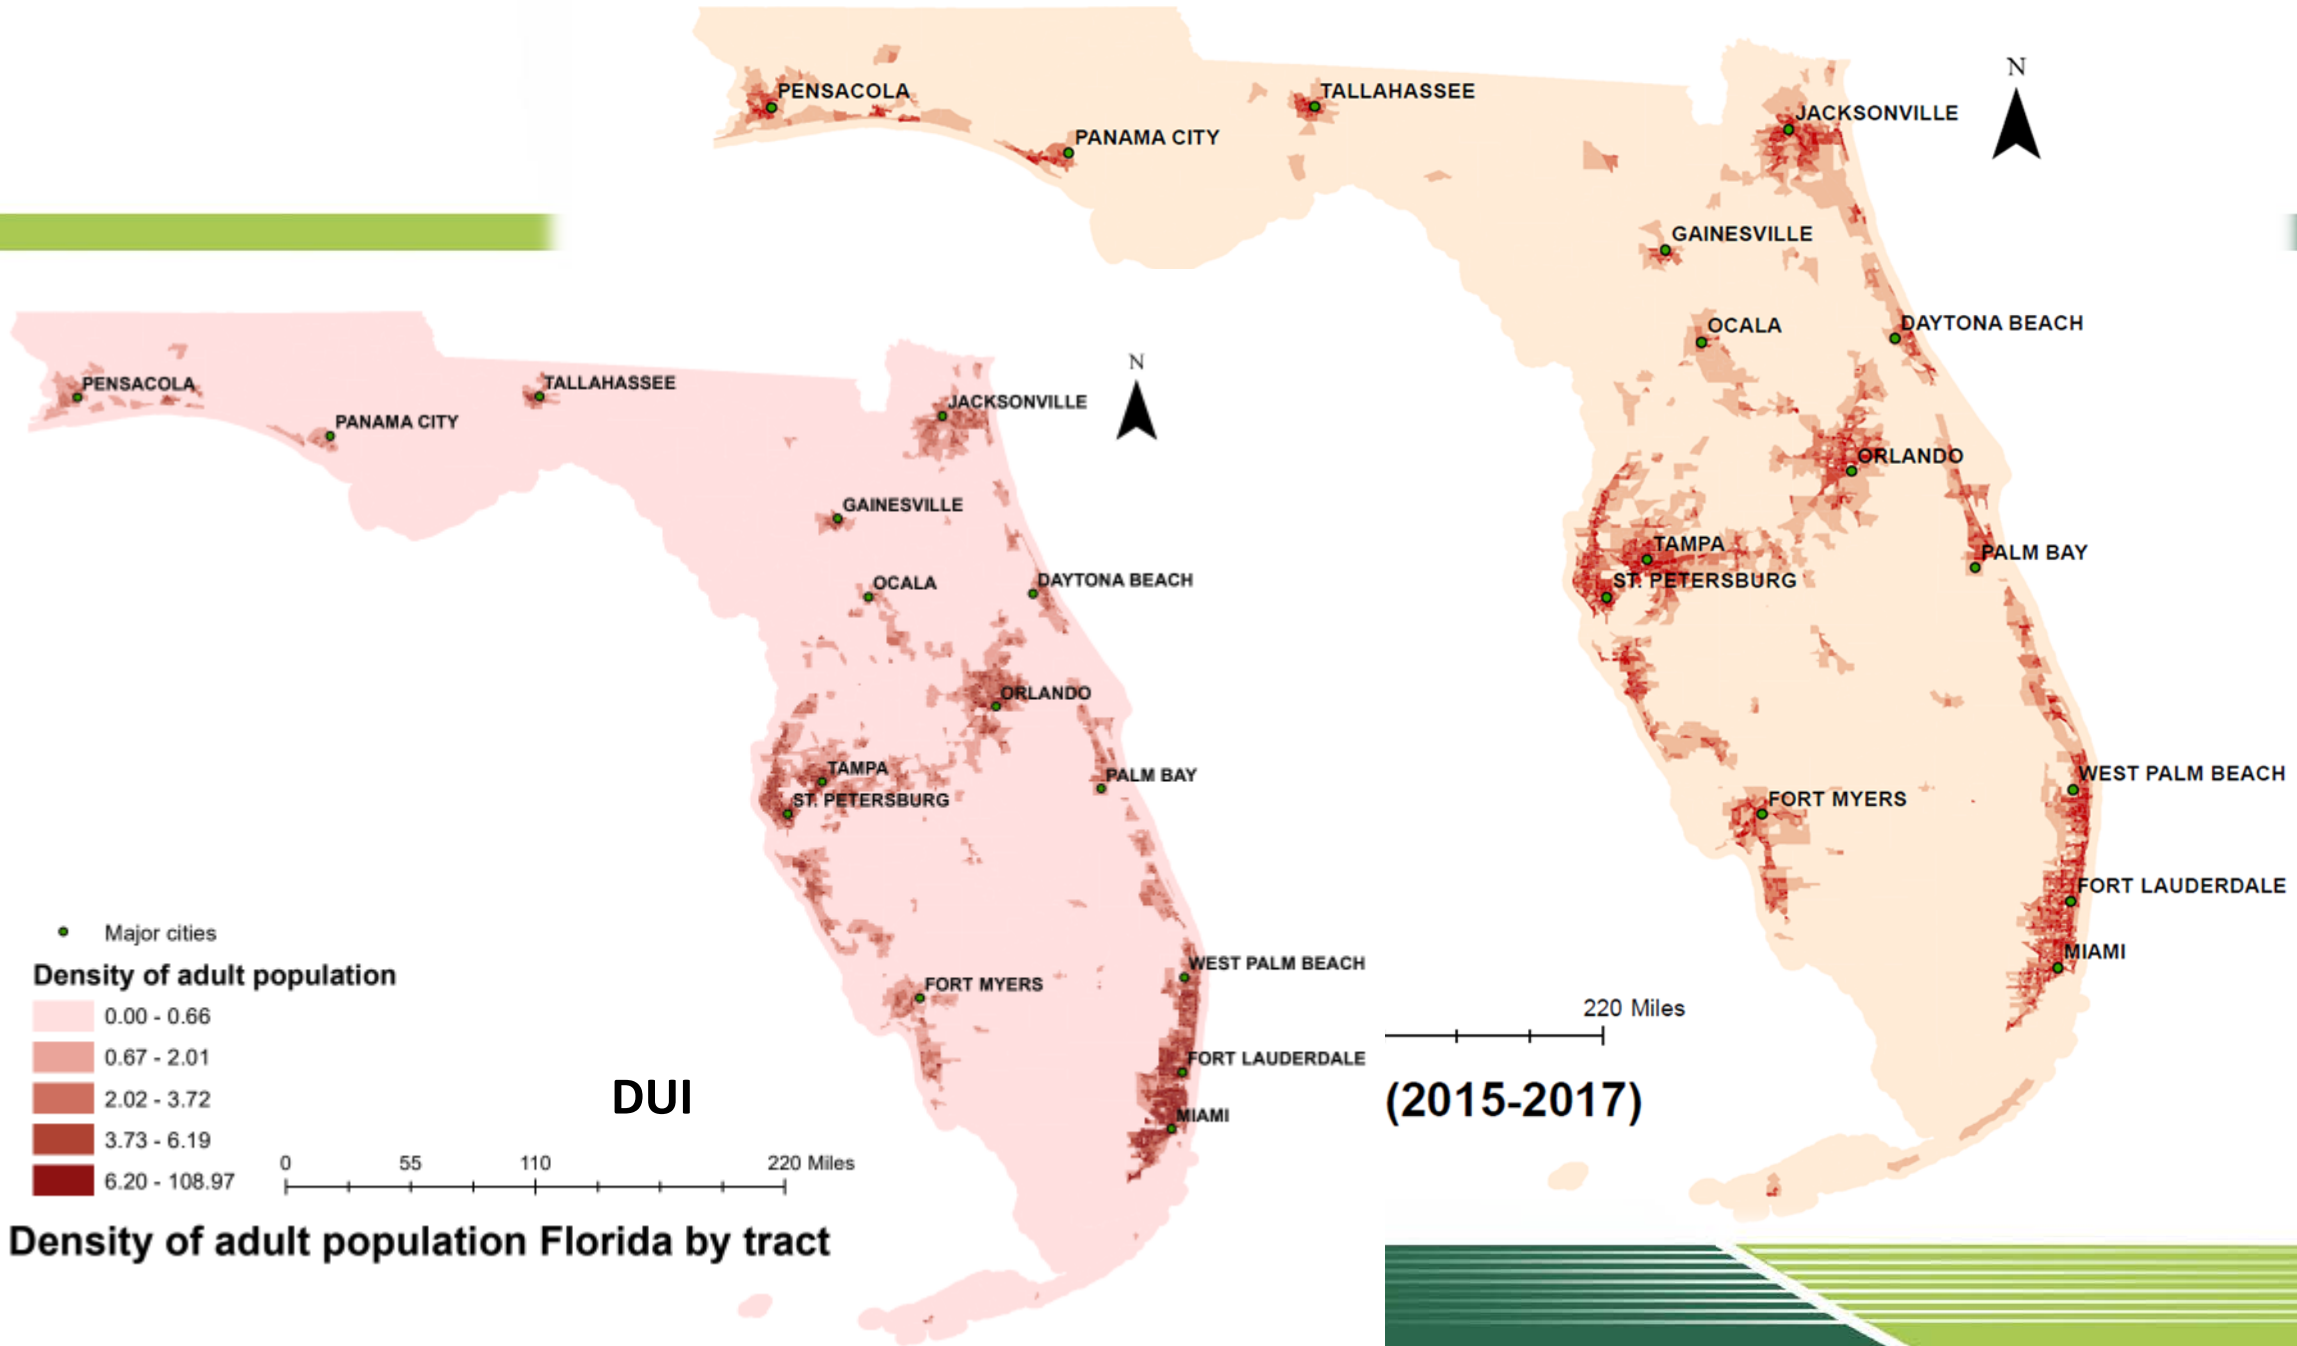 N
PENSACOLA
TALLAHASSEE
JACKSONVILLE
PANAMA CITY
GAINESVILLE
OCALA
DAYTONA BEACH
ORLANDO
TAMPA
PALM BAY
ST. PETERSBURG
WEST PALM BEACH
FORT MYERS
FORT LAUDERDALE
MIAMI
220 Miles
(2015-2017)
N
PENSACOLA
TALLAHASSEE
JACKSONVILLE
PANAMA CITY
GAINESVILLE
OCALA
DAYTONA BEACH
ORLANDO
TAMPA
PALM BAY
ST. PETERSBURG
WEST PALM BEACH
FORT MYERS
FORT LAUDERDALE
MIAMI
Major cities
Density of adult population
0.00 - 0.66
0.67 - 2.01
2.02 - 3.72
3.73 - 6.19
6.20 - 108.97
DUI
0 55 110 220 Miles
Density of adult population Florida by tract